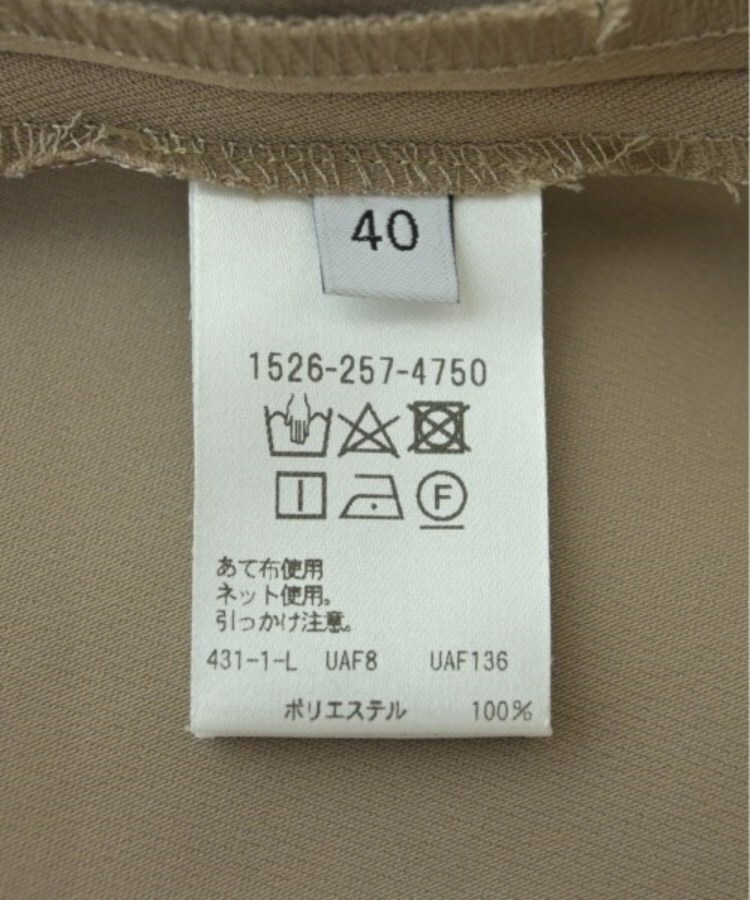 40
1526-257-4750
F
あて布使用
ネット使用。
引っかけ注意。
431-1-L UAF8 UAF136
ポリエステル 100%